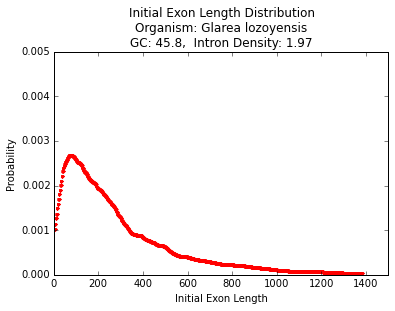 Initial Exon Length Distribution
Organism: Glarea lozoyensis
GC: 45.8,  Intron Density: 1.97
0.005
0.004
0.003
0.002
0.001
0.000
Probability
0
200
400
600
800
1000
1200
1400
Initial Exon Length